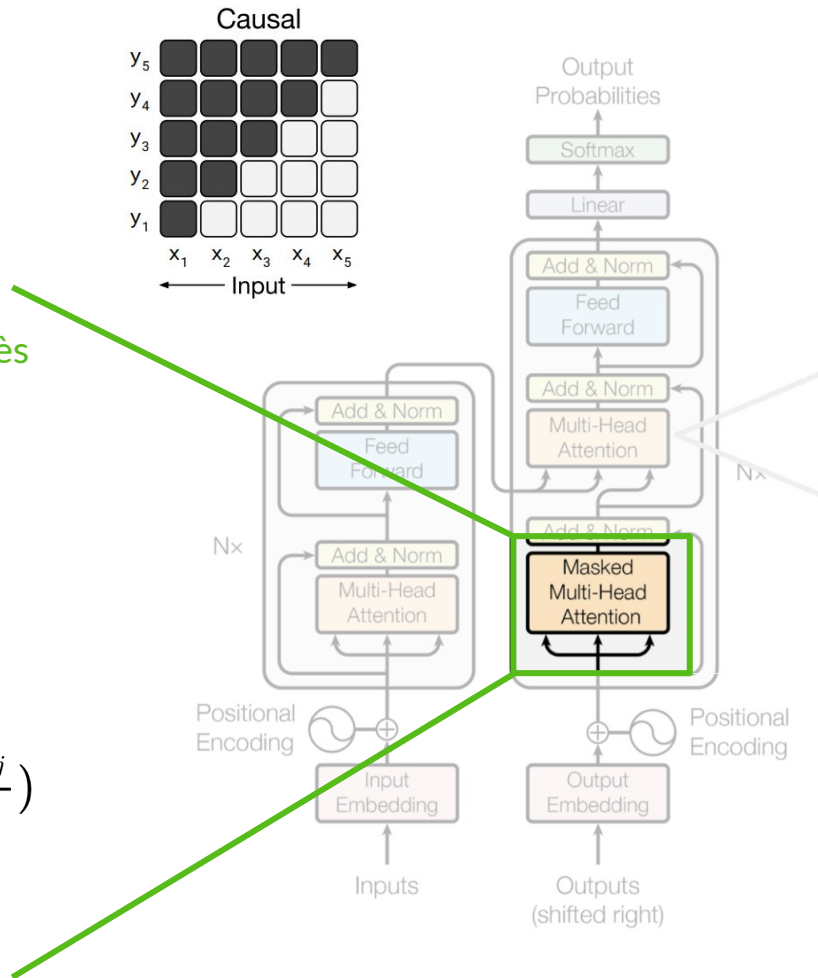 Causal
y5
y4
y3
y2
y1
x1 x2 x3 x4 x5
Input
ès
j
)
Output
Probabilities
Softmax
Linear
Add & Norm
Feed
Forward
Add & Norm
Multi-Head
Attention
N×
Add & Norm
Masked
Multi-Head
Attention
Add & Norm
Feed
Forward
N×
Add & Norm
Multi-Head
Attention
Positional
Encoding
Positional
Encoding
Input
Embedding
Output
Embedding
Inputs
Outputs
(shifted right)